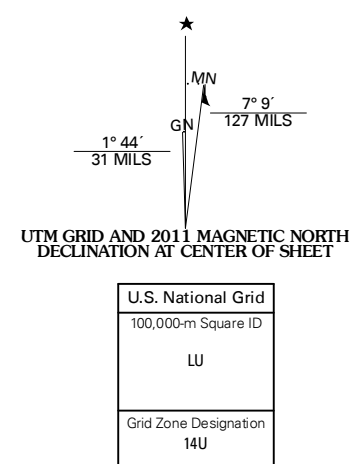 MN
7° 9´
127 MILS
GN
1° 44´
31 MILS
UTM GRID AND 2011 MAGNETIC NORTH
DECLINATION AT CENTER OF SHEET
U.S. National Grid
100,000-m Square ID
LU
Grid Zone Designation
14U